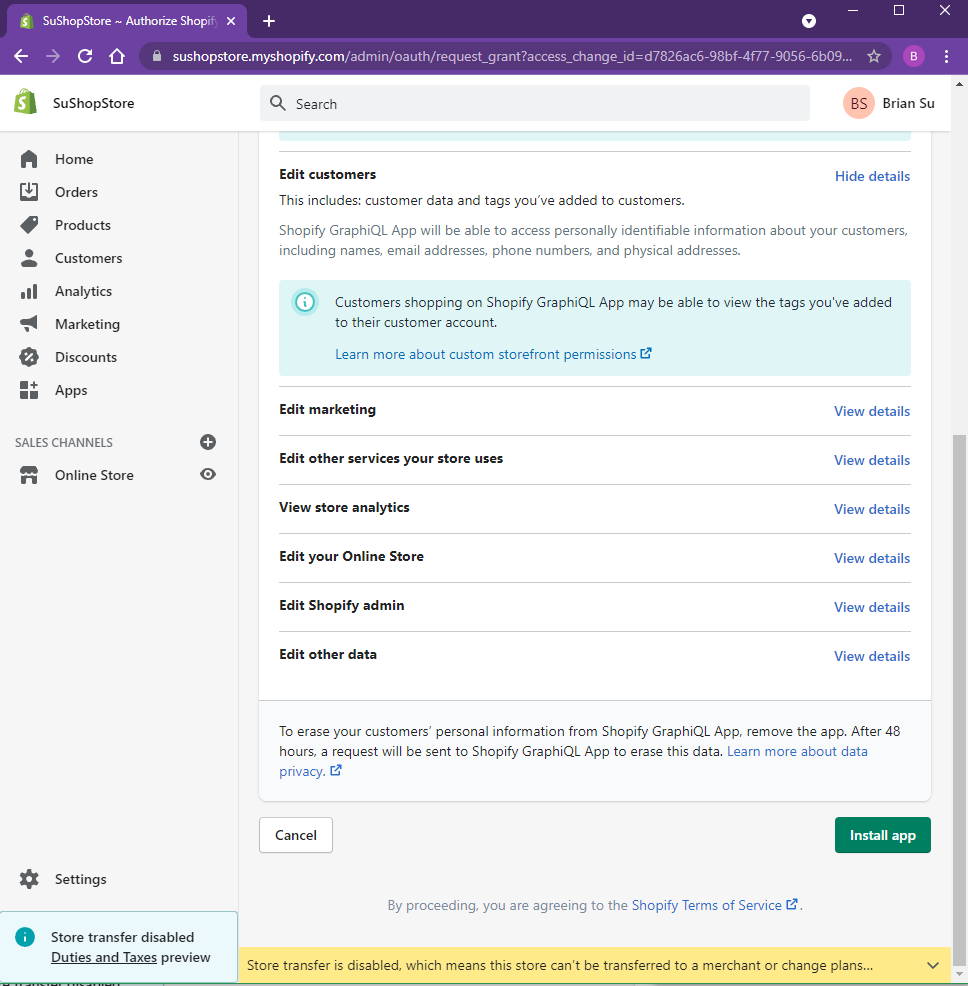 SuShopStore ~ Authorize Shopify
sushopstore.myshopify.com/admin/oauth/request_grant?access_change_id=d7826ac6-98bf-4f77-9056-6b09...
B
SuShopStore
Search
BS
Brian Su
Home
Orders
Products
Customers
Analytics
Marketing
Discounts
Apps
SALES CHANNELS
Online Store
Settings
Store transfer disabled
Duties and Taxes preview
Edit customers
Hide details
This includes: customer data and tags you’ve added to customers.
Shopify GraphiQL App will be able to access personally identifiable information about your customers,
including names, email addresses, phone numbers, and physical addresses.
Customers shopping on Shopify GraphiQL App may be able to view the tags you've added
to their customer account.
Learn more about custom storefront permissions
Edit marketing
View details
Edit other services your store uses
View details
View store analytics
View details
Edit your Online Store
View details
Edit Shopify admin
View details
Edit other data
View details
To erase your customers’ personal information from Shopify GraphiQL App, remove the app. After 48
hours, a request will be sent to Shopify GraphiQL App to erase this data. Learn more about data
privacy.
Cancel
Install app
By proceeding, you are agreeing to the Shopify Terms of Service.
Store transfer is disabled, which means this store can’t be transferred to a merchant or change plans...